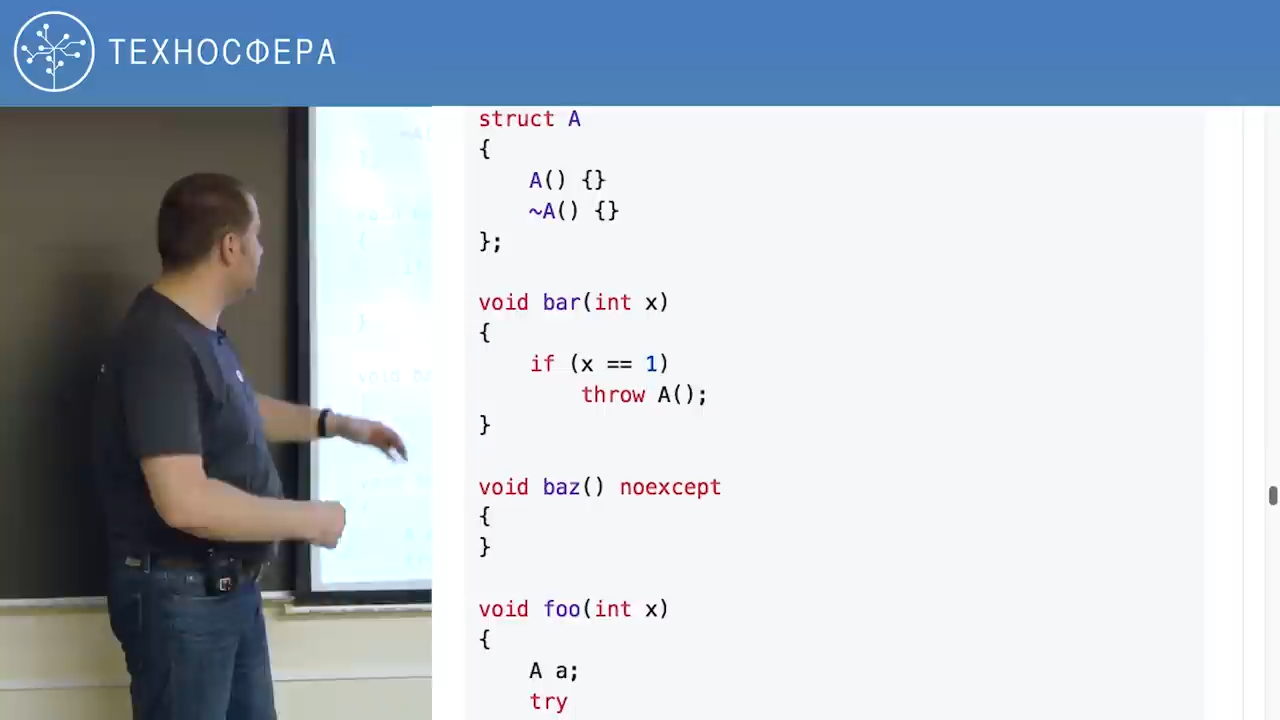 ТЕХНОСФЕРА
struct A
{
    A() {}
    ~A() {}
};
void bar(int x)
{
    if (x == 1)
        throw A();
}
void baz() noexcept
{
}
void foo(int x)
{
    A a;
    try